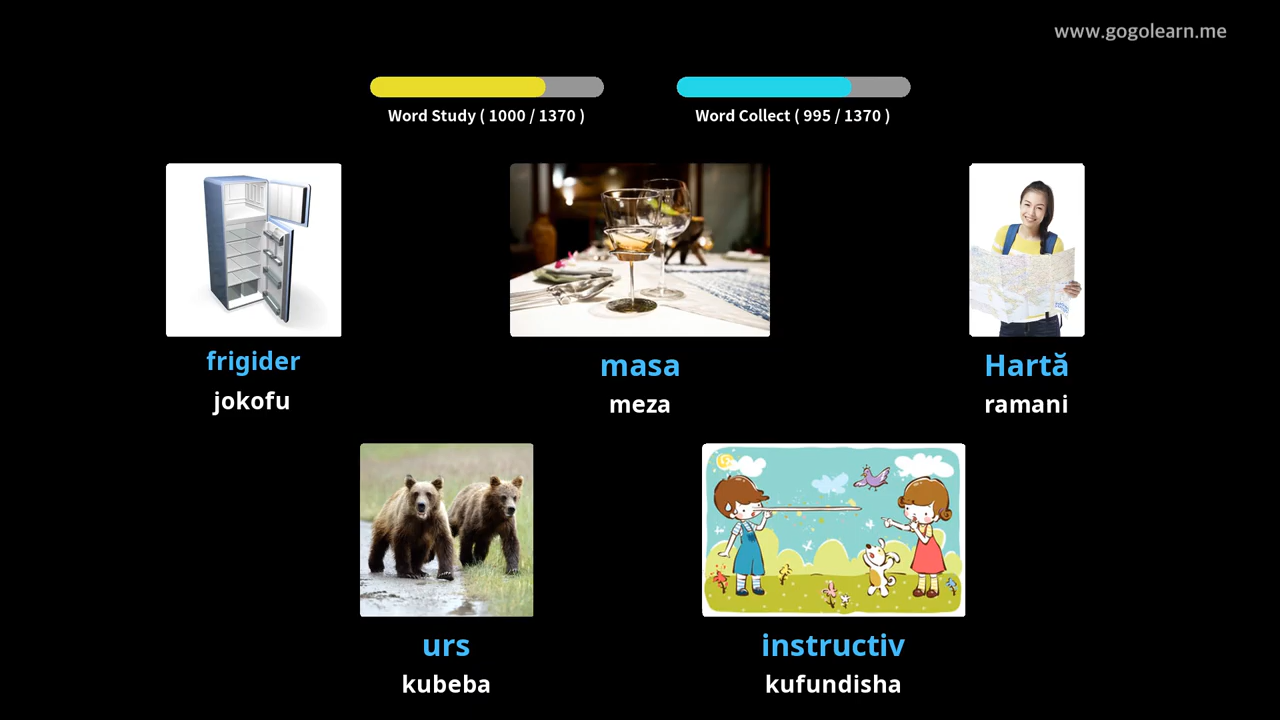 www.gogolearn.me
Word Study ( 1000 / 1370 )
Word Collect ( 995 / 1370 )
frigider
jokofu
masa
meza
Hartă
ramani
urs
kubeba
instructiv
kufundisha